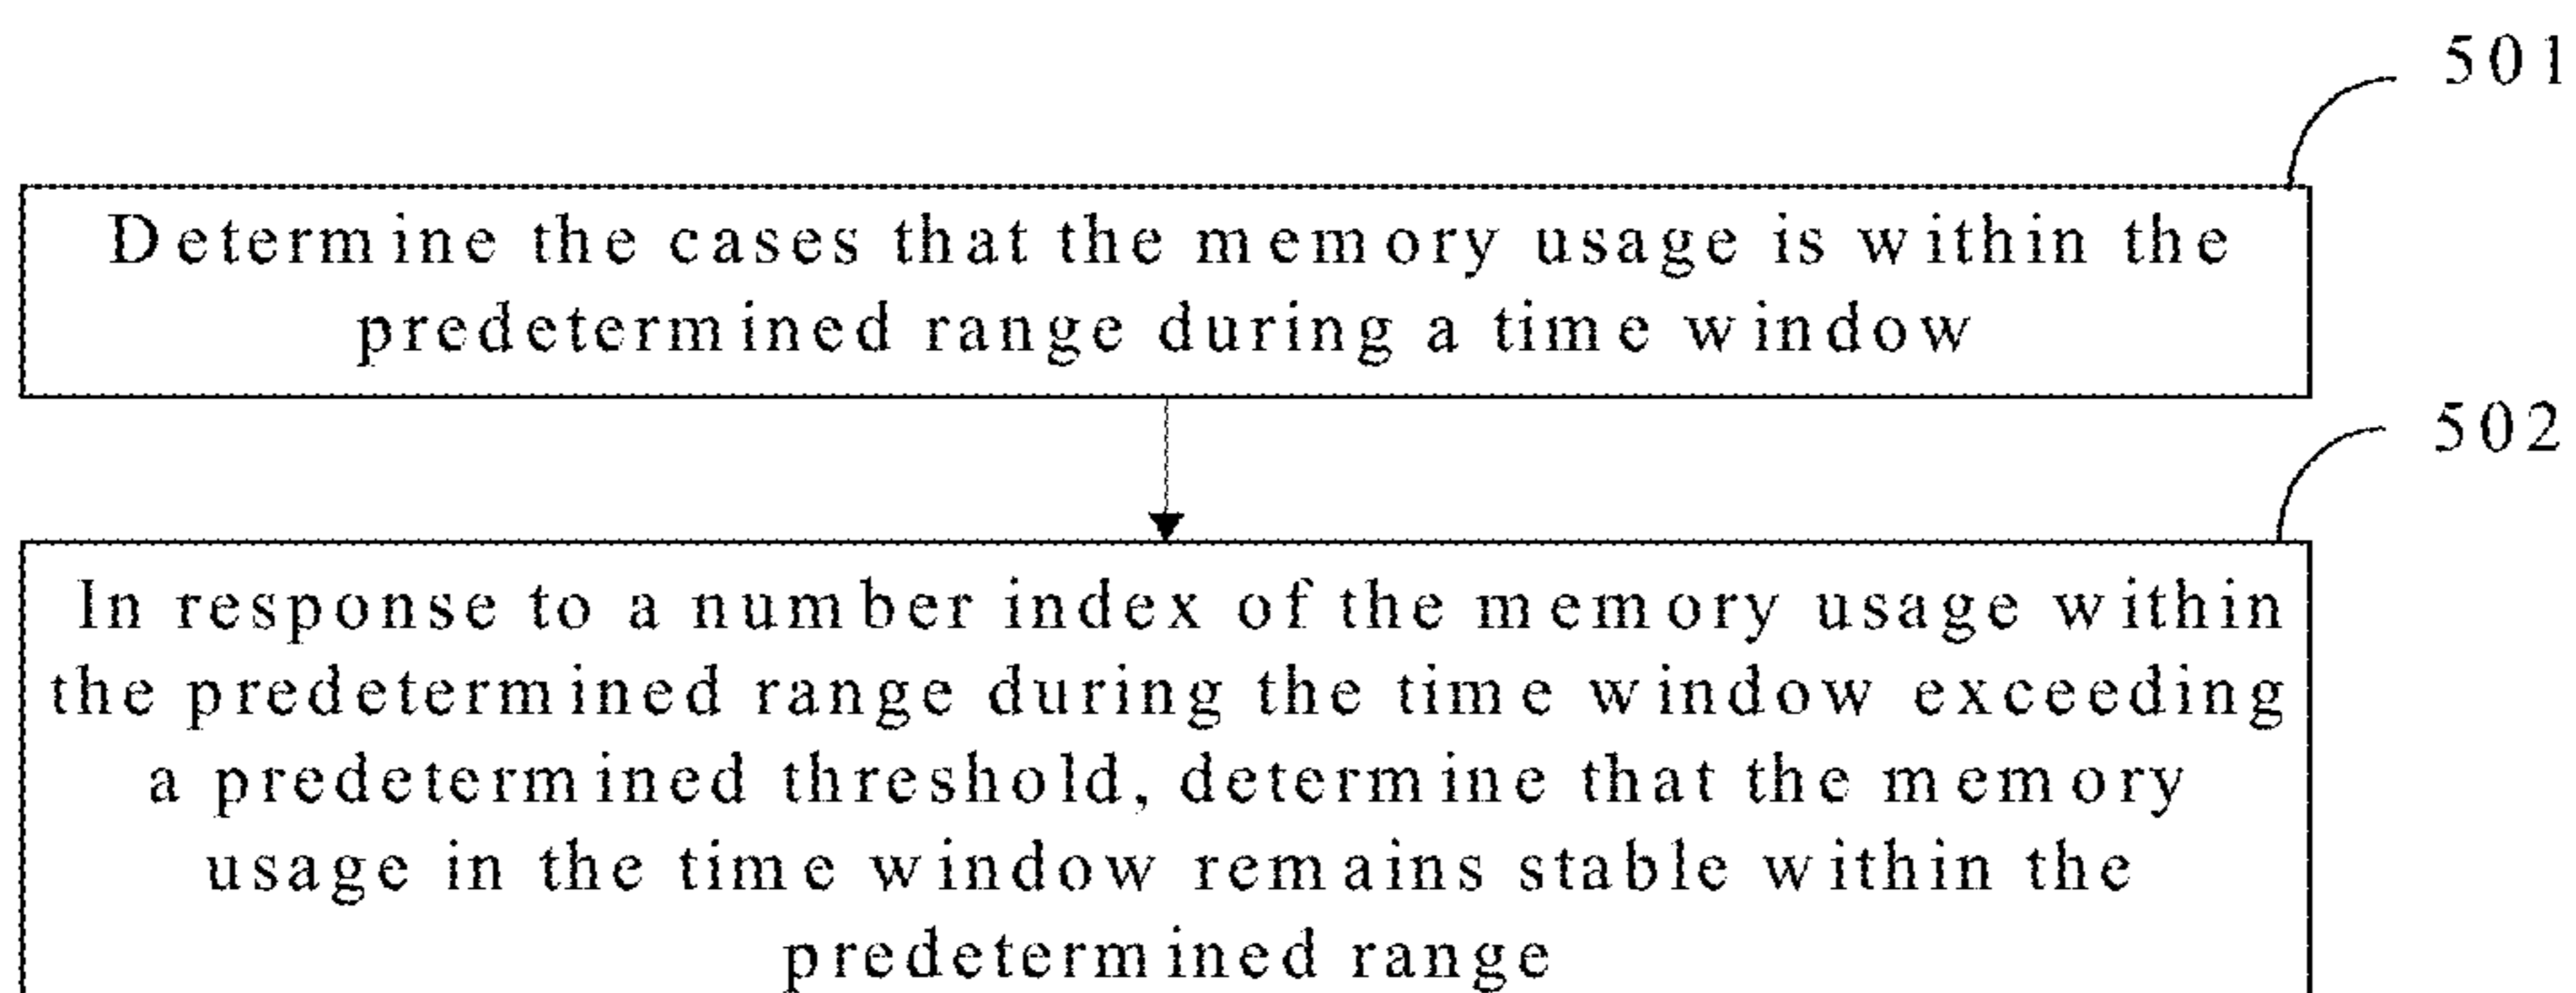 501
Determine the cases that the memory usage is within the
predetermined range during a time window
502
In response to a number index of the memory usage within
the predetermined range during the time window exceeding
a predetermined threshold, determine that the memory
usage in the time window remains stable within the
predetermined range